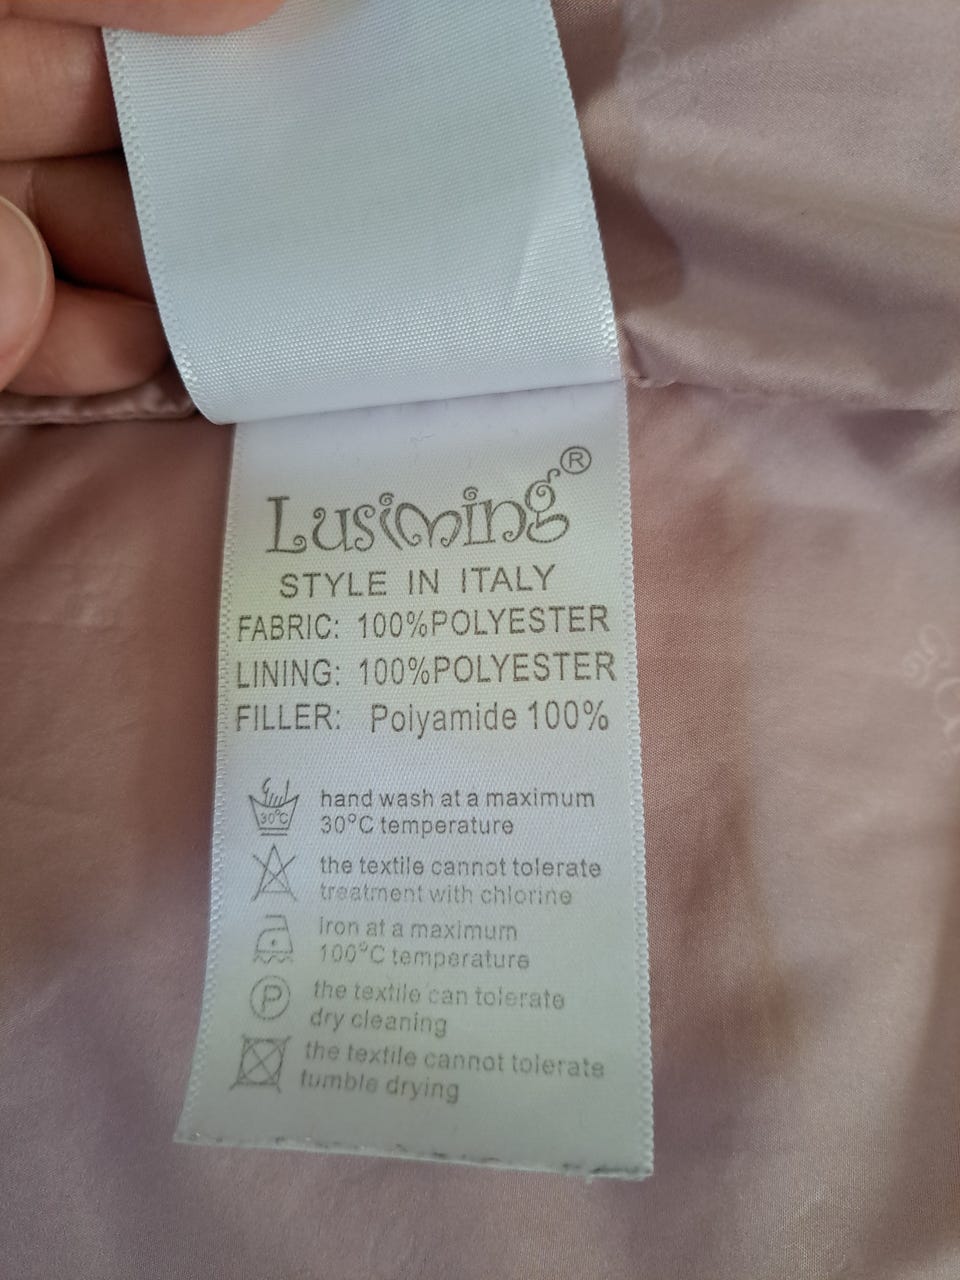 Lusiming®
STYLE IN ITALY
FABRIC: 100%POLYESTER
LINING: 100%POLYESTER
FILLER: Polyamide 100%
30°C
hand wash at a maximum
30°C temperature
the textile cannot tolerate
treatment with chlorine
iron at a maximum
100°C temperature
P
the textile can tolerate
dry cleaning
the textile cannot tolerate
tumble drying